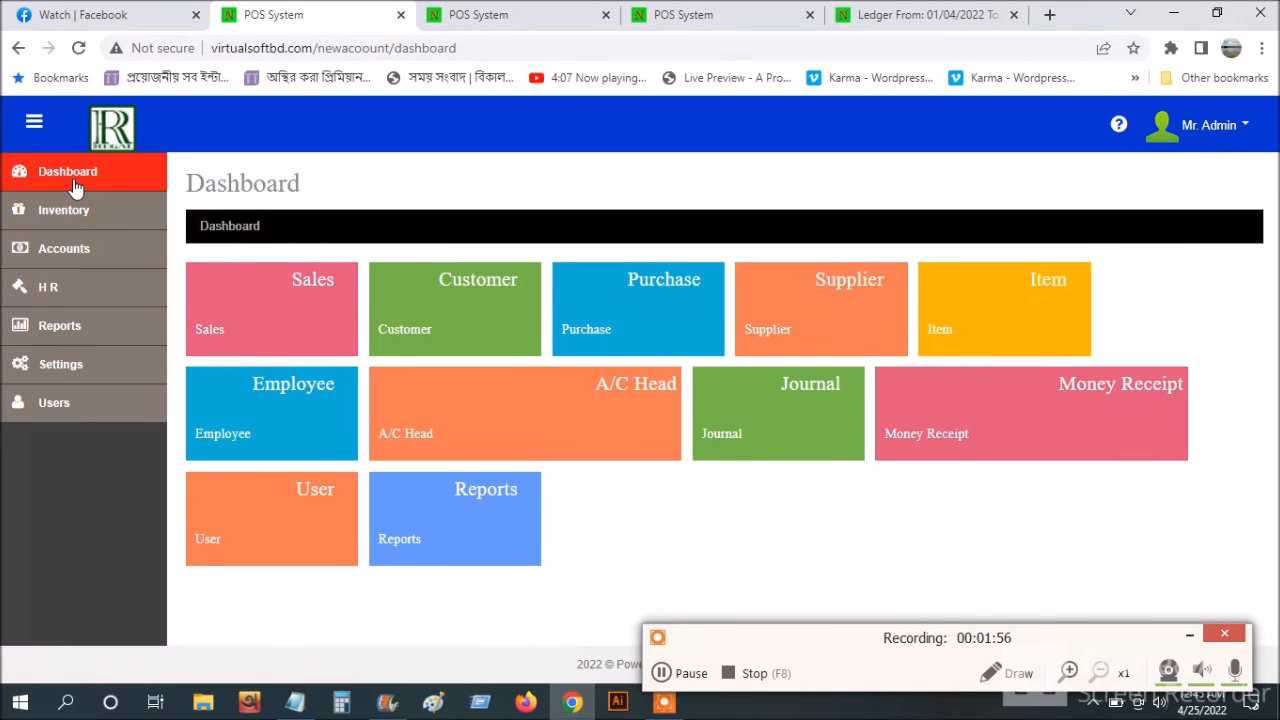 Watch | Facebook
POS System
POS System
POS System
Ledger From: 01/04/2022 To
Not secure
virtualsoftbd.com/newacoount/dashboard
Bookmarks
প্রয়োজনীয় সব ইন্টা...
অস্থির করা প্রিমিয়ান...
সময় সংবাদ | বিকাল...
4:07 Now playing...
Live Preview - A Pro...
Karma - Wordpress...
Karma - Wordpress...
»
Other bookmarks
R
?
Mr. Admin
Dashboard
Inventory
Accounts
H R
Reports
Settings
Users
Dashboard
Dashboard
Sales
Sales
Customer
Customer
Purchase
Purchase
Supplier
Supplier
Item
Item
Employee
Employee
A/C Head
A/C Head
Journal
Journal
Money Receipt
Money Receipt
User
User
Reports
Reports
2022 © Powe
Recording: 00:01:56
Pause
Stop (F8)
Draw
x1
Screen Recorder
Ai
4/25/2022